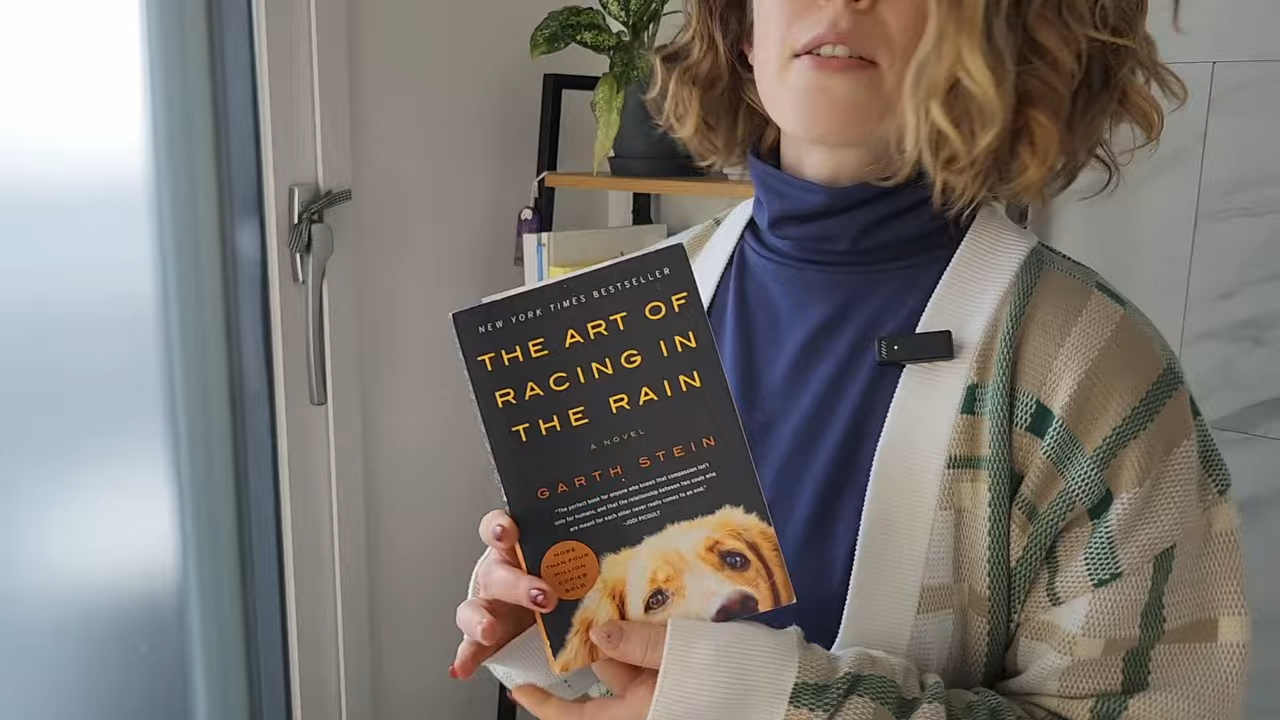 NEW YORK TIMES BESTSELLER
THE ART OF
RACING IN
THE RAIN
A NOVEL
GARTH STEIN
"The perfect book for anyone who knows that compassion isn't
only for humans, and that the relationship between two souls who
are meant for each other never really comes to an end."
—JODI PICOULT
MORE
THAN FOUR
MILLION
COPIES
SOLD